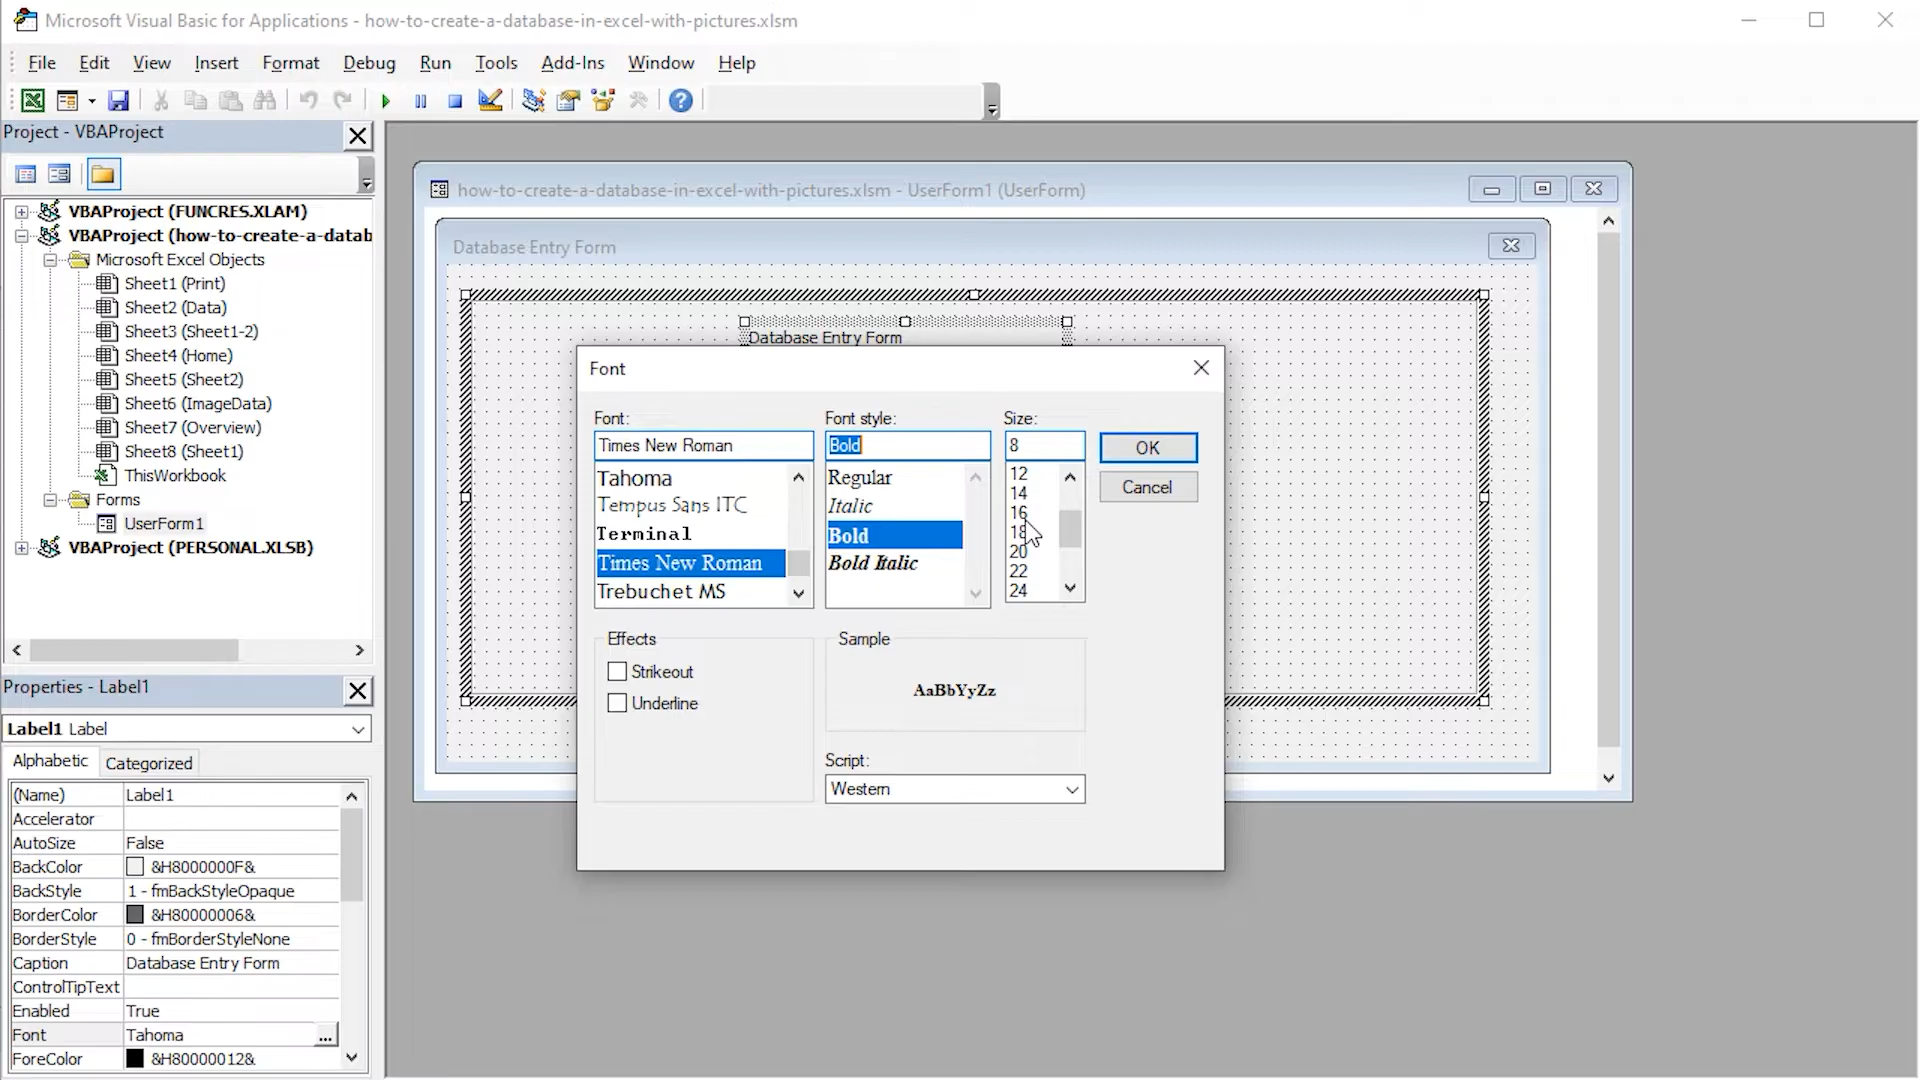 Microsoft Visual Basic for Applications - how-to-create-a-database-in-excel-with-pictures.xlsm
File Edit View Insert Format Debug Run Tools Add-Ins Window Help
Project - VBAProject
VBAProject (FUNCRES.XLAM)
VBAProject (how-to-create-a-datab
Microsoft Excel Objects
Sheet1 (Print)
Sheet2 (Data)
Sheet3 (Sheet1-2)
Sheet4 (Home)
Sheet5 (Sheet2)
Sheet6 (ImageData)
Sheet7 (Overview)
Sheet8 (Sheet1)
ThisWorkbook
Forms
UserForm1
VBAProject (PERSONAL.XLSB)
Properties - Label1
Label1 Label
Alphabetic Categorized
(Name) Label1
Accelerator
AutoSize False
BackColor &H8000000F&
BackStyle 1 - fmBackStyleOpaque
BorderColor &H80000006&
BorderStyle 0 - fmBorderStyleNone
Caption Database Entry Form
ControlTipText
Enabled True
Font Tahoma ...
ForeColor &H80000012&
how-to-create-a-database-in-excel-with-pictures.xlsm - UserForm1 (UserForm)
Database Entry Form
Database Entry Form
Font
Font: Font style: Size:
Times New Roman Bold 8 OK
Cancel
Tahoma
Tempus Sans ITC
Terminal
Times New Roman
Trebuchet MS
Regular
Italic
Bold
Bold Italic
12
14
16
18
20
22
24
Effects
Strikeout
Underline
Sample
AaBbYyZz
Script:
Western